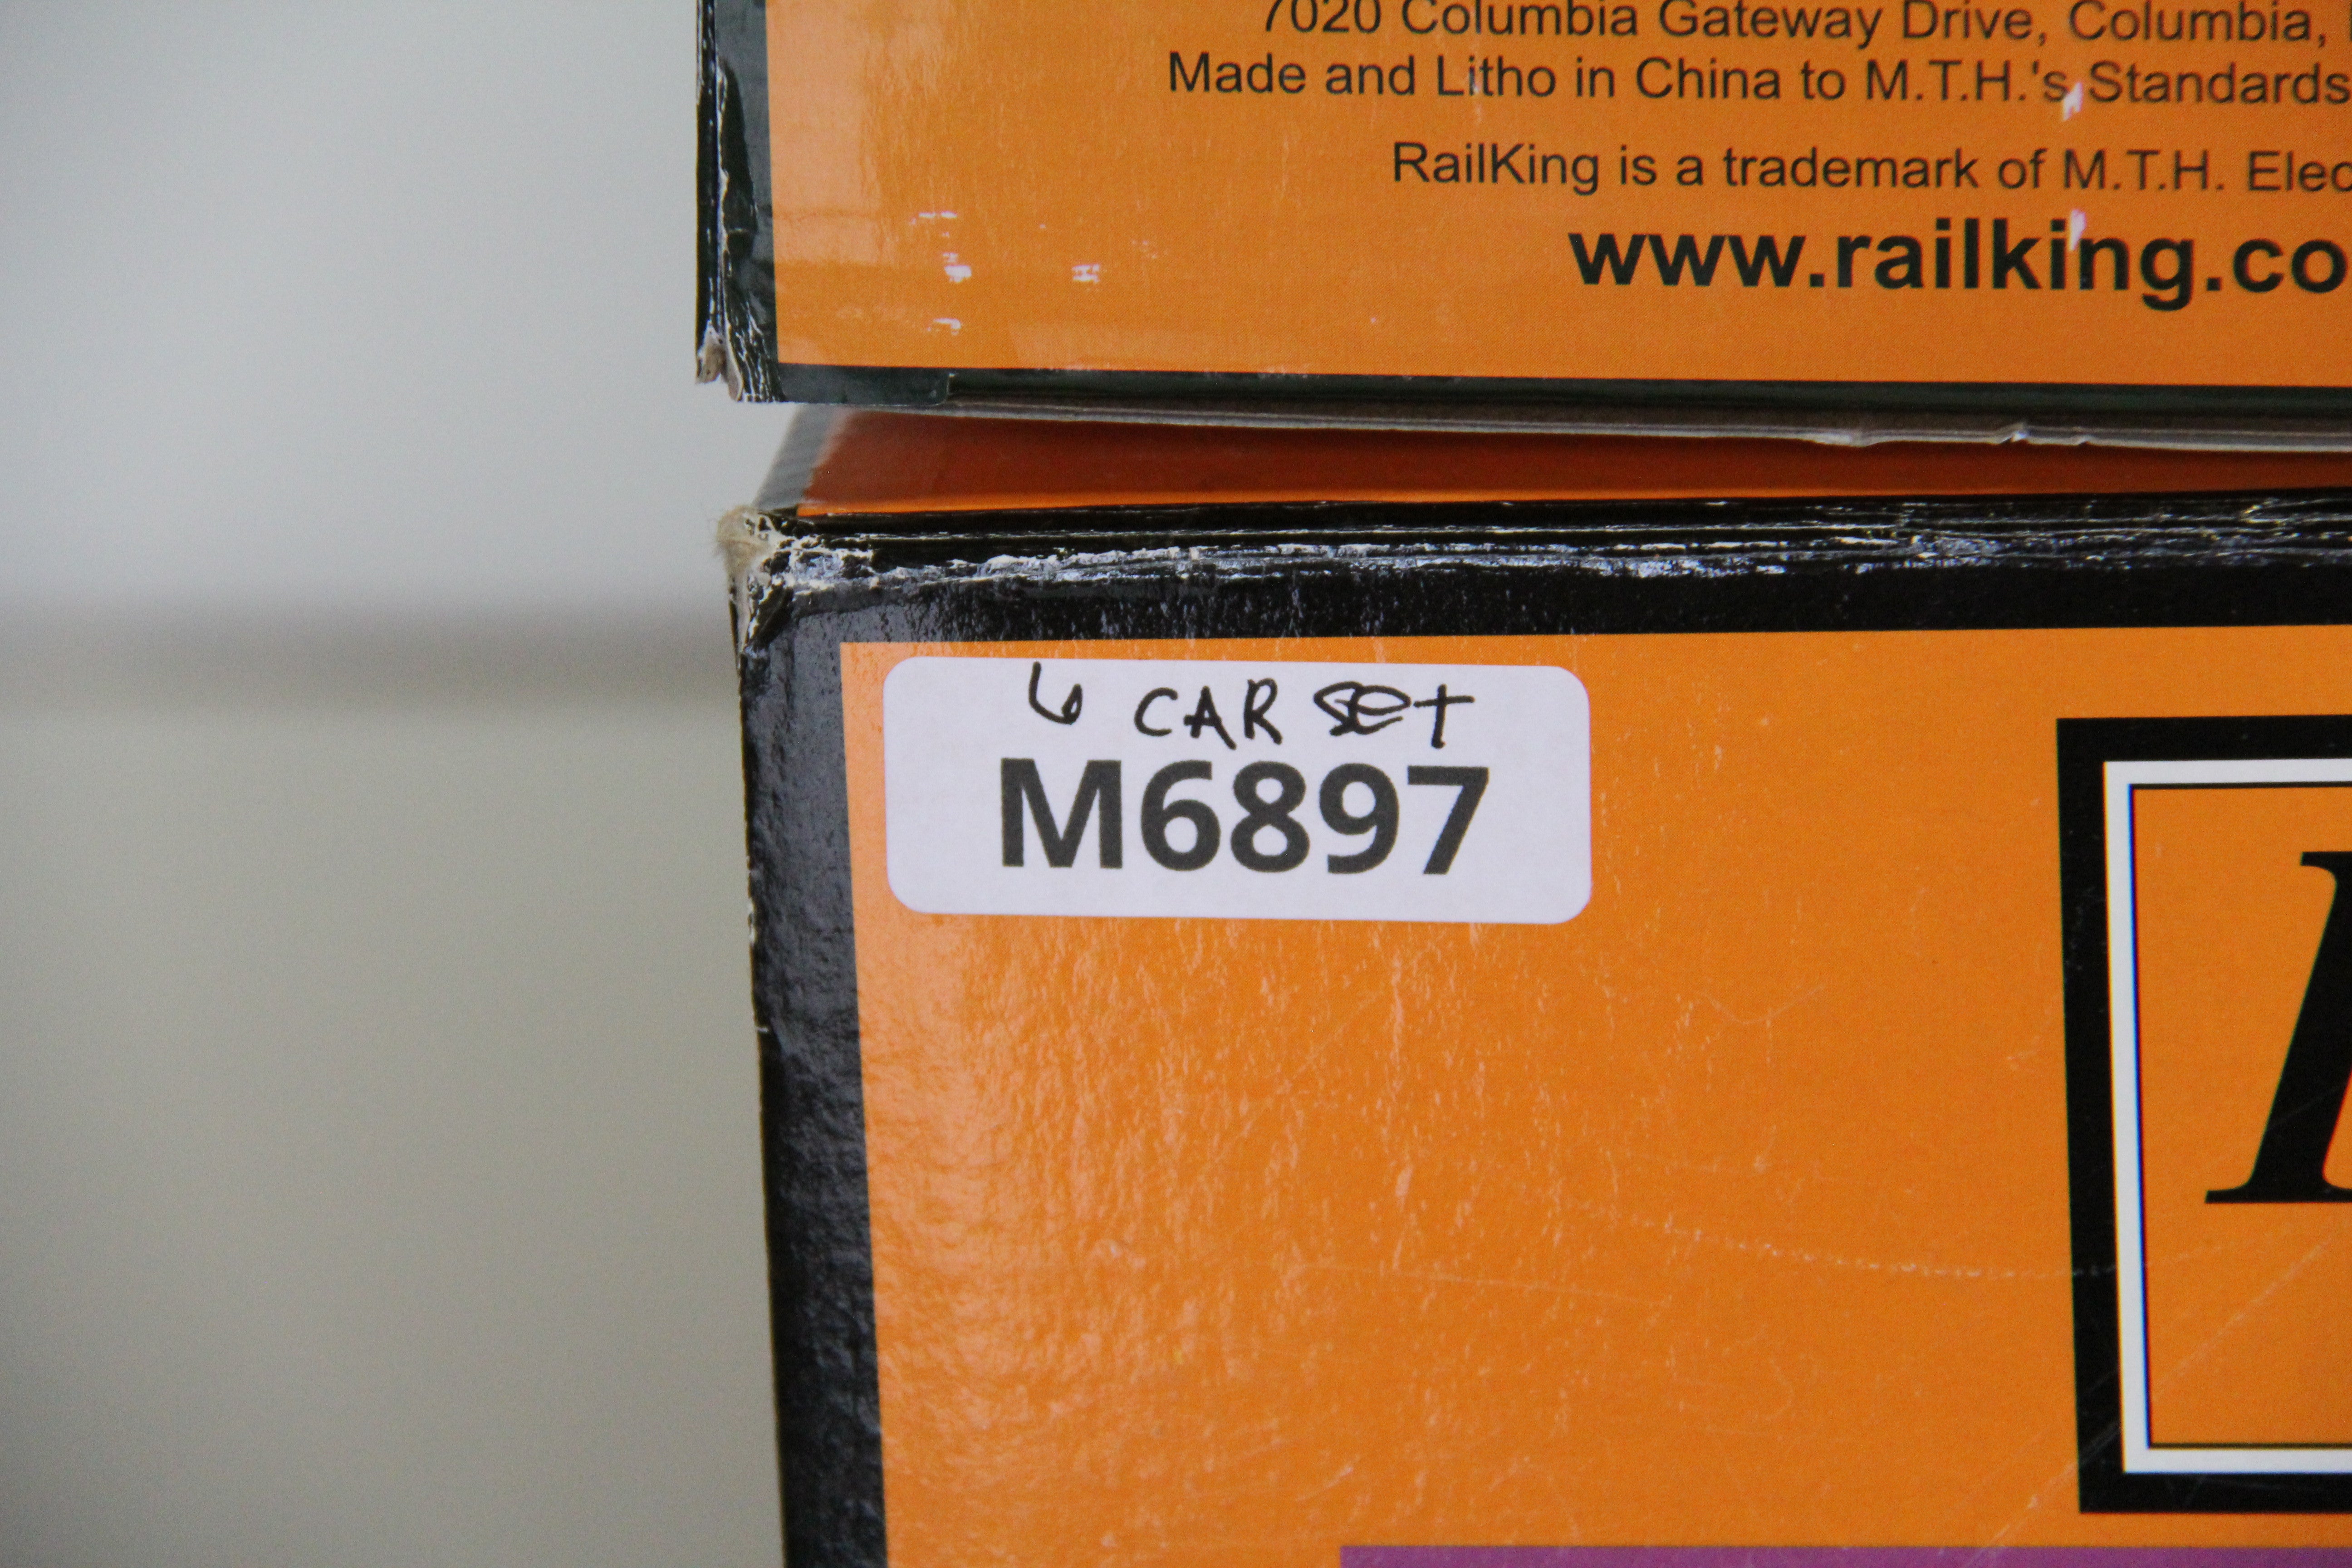 7020 Columbia Gateway Drive, Columbia,
Made and Litho in China to M.T.H.'s Standards
RailKing is a trademark of M.T.H. Elec
www.railking.co
6 CAR SET
M6897